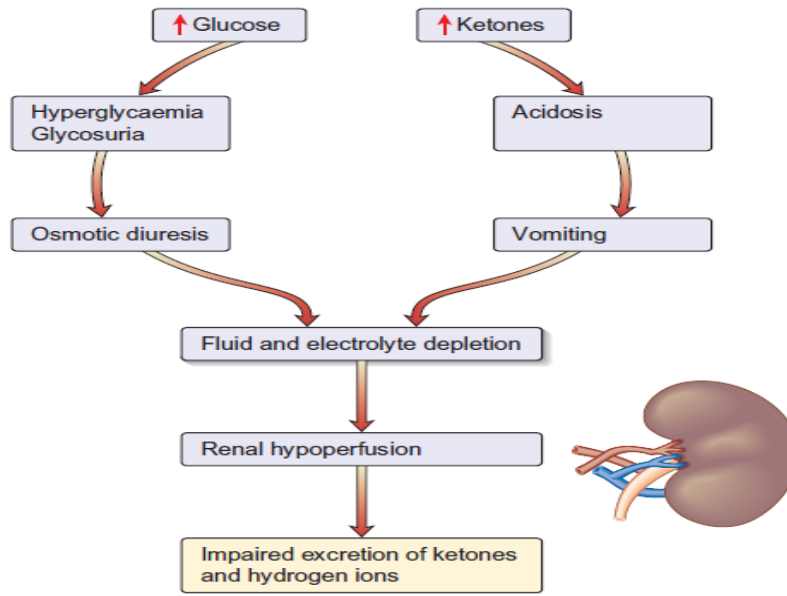 ↑ Glucose
↑ Ketones
Hyperglycaemia
Glycosuria
Acidosis
Osmotic diuresis
Vomiting
Fluid and electrolyte depletion
Renal hypoperfusion
Impaired excretion of ketones
and hydrogen ions